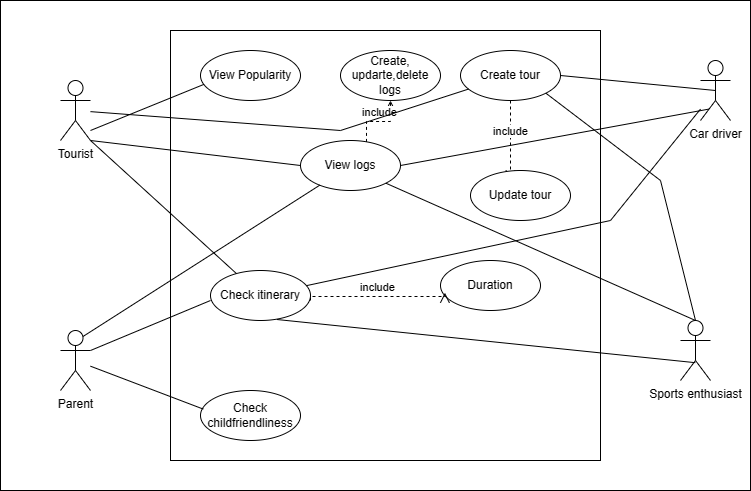 View Popularity
Create,
updarte,delete
logs
Create tour
include
include
Car driver
Tourist
View logs
Update tour
Check itinerary
include
Duration
Sports enthusiast
Parent
Check
childfriendliness